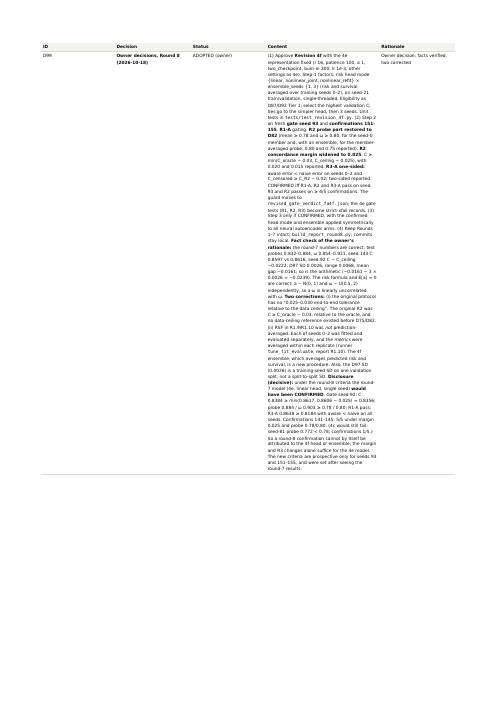 ID Decision Status Content Rationale
D99 Owner decisions, Round 8 (2026-10-18) ADOPTED (owner) (1) Approve Revision 4f with the 4e Owner decision; facts verified, two corrected
representation fixed (r 16, patience 100, α 1,
two_checkpoint, burn-in 300, lr 1e-3, other
settings as 4e). Step-1 factors: risk head mode
{linear, nonlinear_joint, nonlinear_refit} ×
ensemble_seeds {1, 3} (risk and survival
averaged over training seeds 0–2), on seed-21
train/validation, single-threaded. Eligibility as
D87/D93 Tier 1; select the highest validation C;
ties go to the simpler head, then 3 seeds. Unit
tests in tests/test_revision_4f.py. (2) Step 2
on fresh gate seed 93 and confirmations 151–
155: R1-A gating. R2 probe part restored to
D82 (mean ≥ 0.78 and ω ≥ 0.80, for the seed-0
member and, with an ensemble, for the member-
averaged probe; 0.80 and 0.75 reported). R2
concordance margin widened to 0.025: C ≥
min(C_oracle − 0.03, C_ceiling − 0.025), with
0.020 and 0.015 reported. R3-A one-sided:
aware error < naive error on seeds 0–2 and
C_censored ≥ C_R2 − 0.02; two-sided reported.
CONFIRMED iff R1-A, R2 and R3-A pass on seed
93 and R2 passes on ≥ 4/5 confirmations. The
guard moves to
revised_gate_verdict_fa4f.json; the 4e gate
tests (R1, R2, R3) become strict-xfail records. (3)
Step 3 only if CONFIRMED, with the confirmed
head mode and ensemble applied symmetrically
to all neural autoencoder arms. (4) Keep Rounds
1–7 intact; build_report_round8.py; commits
stay local. Fact check of the owner's
rationale: the round-7 numbers are correct: test
probes 0.832–0.884, ω 0.854–0.921, seed 143 C
0.8597 vs 0.8616, seed 92 C − C_ceiling
−0.0222, D97 SD 0.0026, range 0.0068, mean
gap −0.0161; so is the arithmetic (−0.0161 − 3 ×
0.0026 = −0.0239). The risk formula and E[a] = 0
are correct: a ~ N(0, 1) and ω ~ U(0.5, 2)
independently, so a ω is linearly uncorrelated
with ω. Two corrections: (i) the original protocol
has no "0.025–0.030 end-to-end tolerance
relative to the data ceiling". The original R2 was
C ≥ C_oracle − 0.03, relative to the oracle, and
no data-ceiling reference existed before D75/D82.
(ii) RSF in R1.9/R1.10 was not prediction-
averaged. Each of seeds 0–2 was fitted and
evaluated separately, and the metrics were
averaged within each replicate (runner
tune_fit_evaluate; report R1.10). The 4f
ensemble, which averages predicted risk and
survival, is a new procedure. Also, the D97 SD
(0.0026) is a training-seed SD on one validation
split, not a split-to-split SD. Disclosure
(decisive): under the round-8 criteria the round-
7 model (4e, linear head, single seed) would
have been CONFIRMED. Gate seed 92: C
0.8384 ≥ min(0.8637, 0.8606 − 0.025) = 0.8356;
probe 0.884 / ω 0.903 ≥ 0.78 / 0.80; R1-A pass;
R3-A 0.8638 ≥ 0.8184 with aware < naive on all
seeds. Confirmations 141–145: 5/5 under margin
0.025 and probe 0.78/0.80. (4c would still fail:
seed-81 probe 0.772 < 0.78; confirmations 1/5.)
So a round-8 confirmation cannot by itself be
attributed to the 4f head or ensemble; the margin
and R3 changes alone suffice for the 4e model.
The new criteria are prospective only for seeds 93
and 151–155, and were set after seeing the
round-7 results.